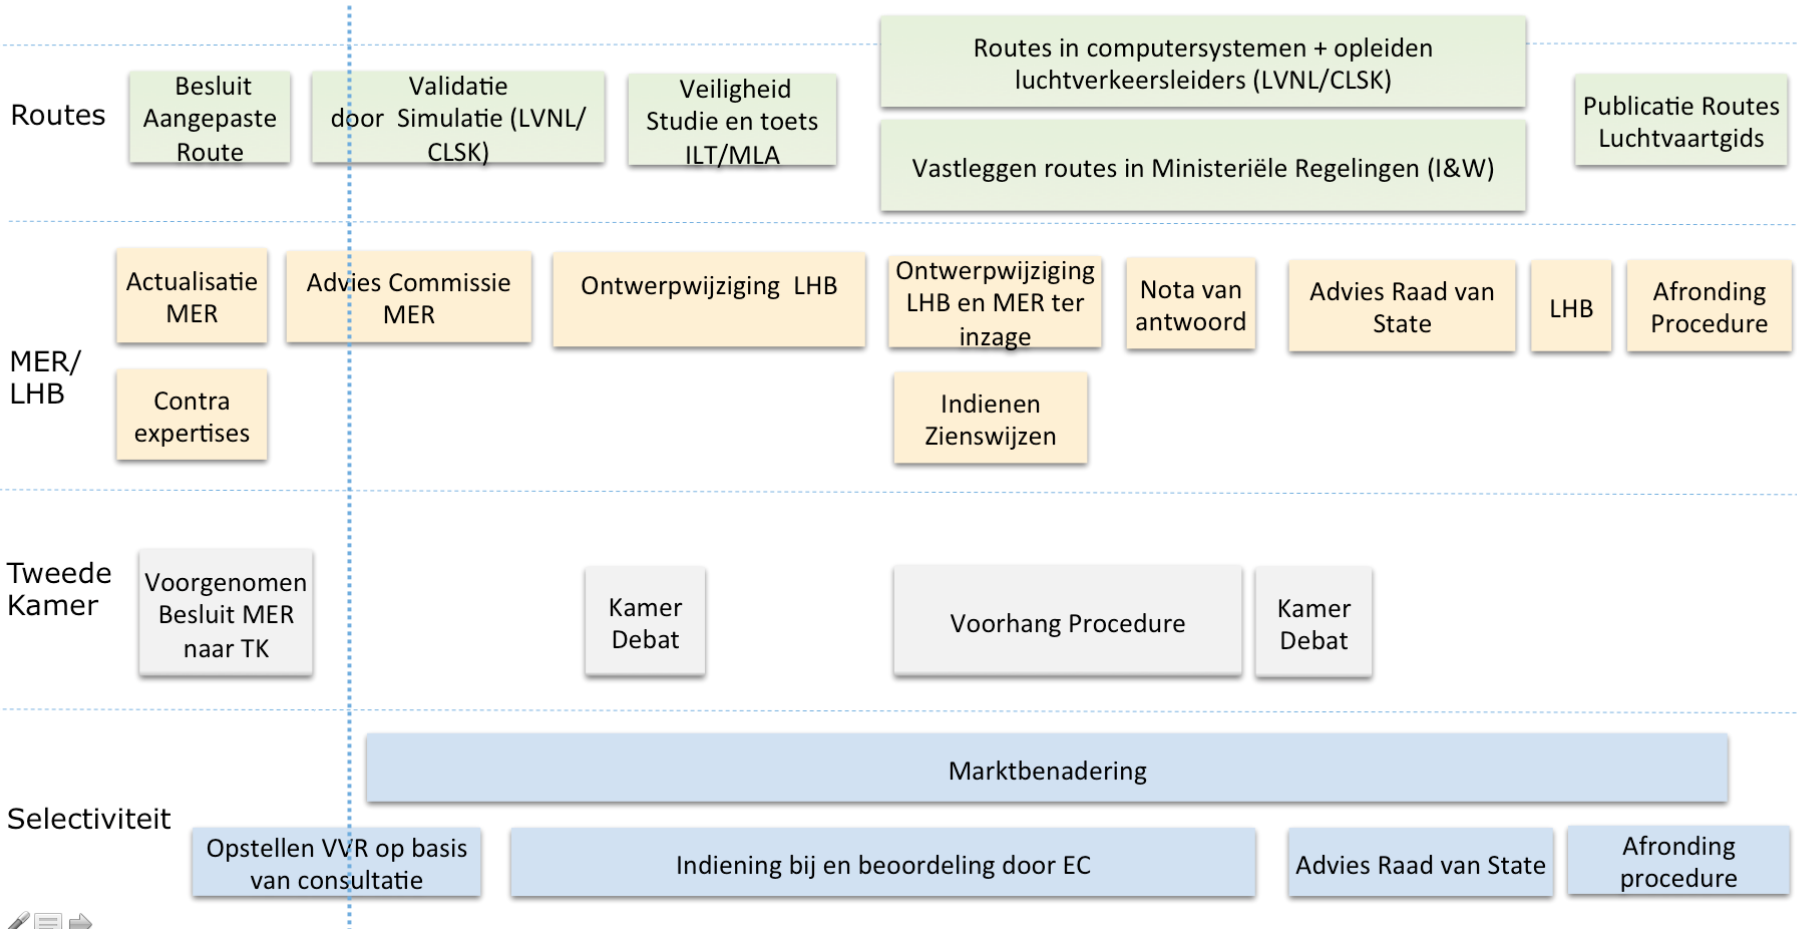 Routes
Besluit
Aangepaste
Route
Validatie
door Simulatie (LVNL/
CLSK)
Veiligheid
Studie en toets
ILT/MLA
Routes in computersystemen + opleiden
luchtverkeersleiders (LVNL/CLSK)
Vastleggen routes in Ministeriële Regelingen (I&W)
Publicatie Routes
Luchtvaartgids
MER/
LHB
Actualisatie
MER
Advies Commissie
MER
Ontwerpwijziging LHB
Ontwerpwijziging
LHB en MER ter
inzage
Nota van
antwoord
Advies Raad van
State
LHB
Afronding
Procedure
Contra
expertises
Indienen
Zienswijzen
Tweede
Kamer
Voorgenomen
Besluit MER
naar TK
Kamer
Debat
Voorhang Procedure
Kamer
Debat
Selectiviteit
Marktbenadering
Opstellen VVR op basis
van consultatie
Indiening bij en beoordeling door EC
Advies Raad van State
Afronding
procedure